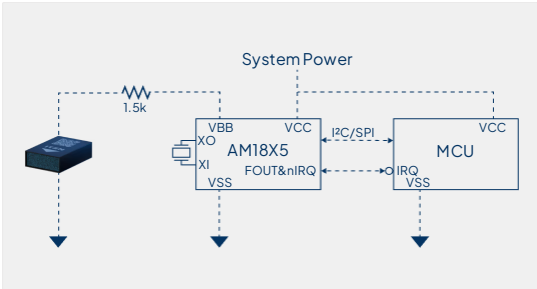 System Power
1.5k
VBB
VCC
I²C/SPI
VCC
XO
AM18X5
MCU
XI
FOUT&nIRQ
IRQ
VSS
VSS